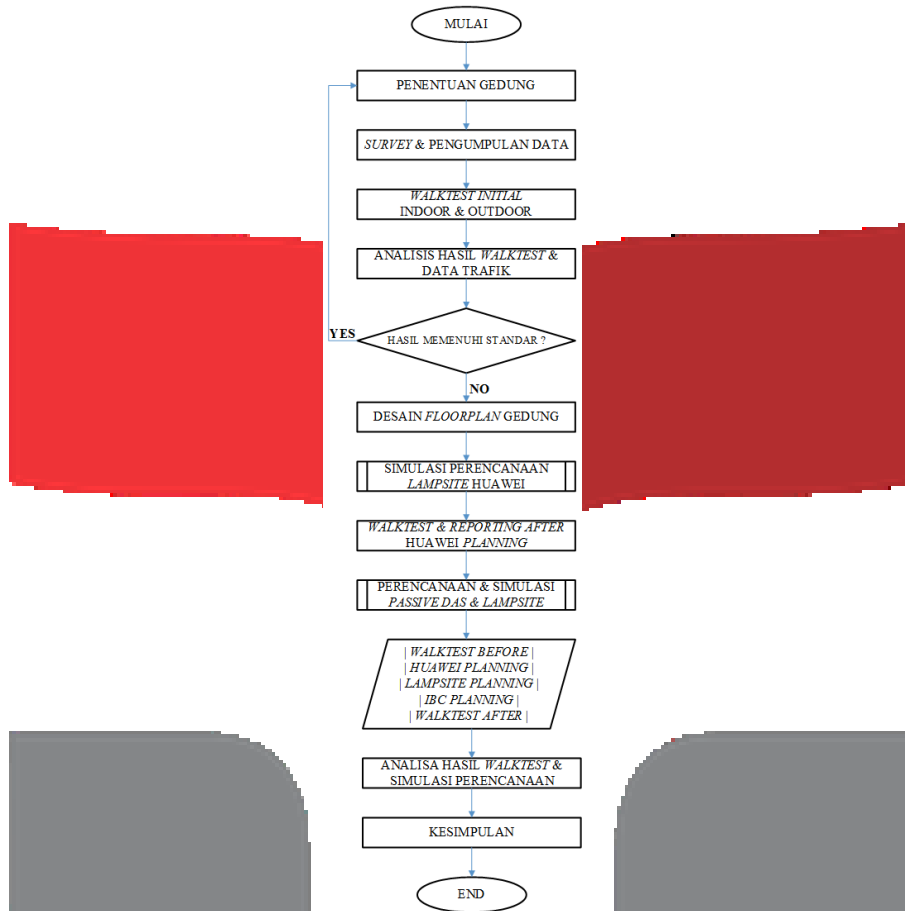 MULAI
PENENTUAN GEDUNG
SURVEY & PENGUMPULAN DATA
WALKTEST INITIAL
INDOOR & OUTDOOR
ANALISIS HASIL WALKTEST &
DATA TRAFIK
YES
HASIL MEMENUHI STANDAR ?
NO
DESAIN FLOORPLAN GEDUNG
SIMULASI PERENCANAAN
LAMPSITE HUAWEI
WALKTEST & REPORTING AFTER
HUAWEI PLANNING
PERENCANAAN & SIMULASI
PASSIVE DAS & LAMPSITE
| WALKTEST BEFORE |
| HUAWEI PLANNING |
| LAMPSITE PLANNING |
| IBC PLANNING |
| WALKTEST AFTER |
ANALISA HASIL WALKTEST &
SIMULASI PERENCANAAN
KESIMPULAN
END